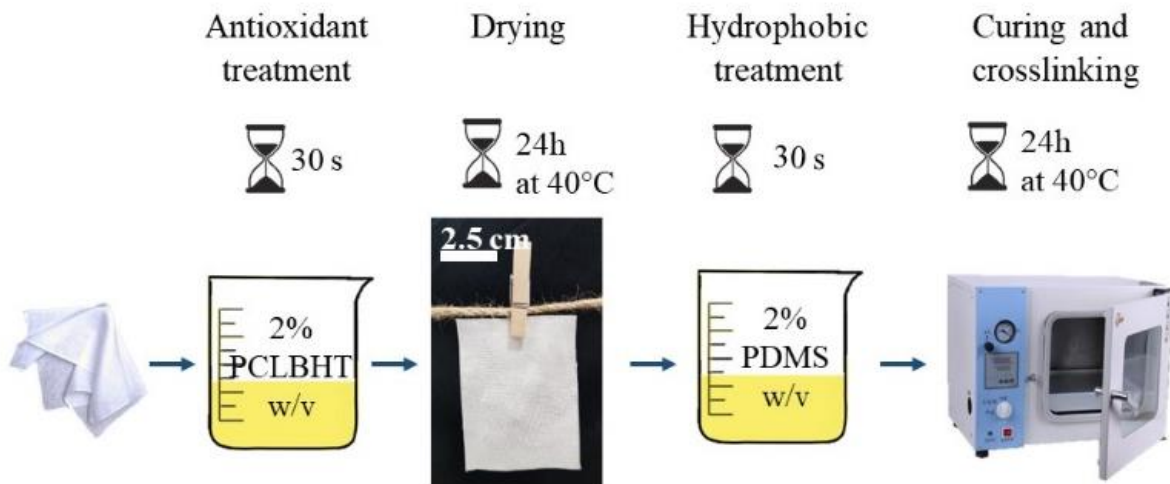 Antioxidant
treatment
Drying
Hydrophobic
treatment
Curing and
crosslinking
30 s
24h
at 40°C
30 s
24h
at 40°C
2.5 cm
2%
PCLBHT
w/v
2%
PDMS
w/v